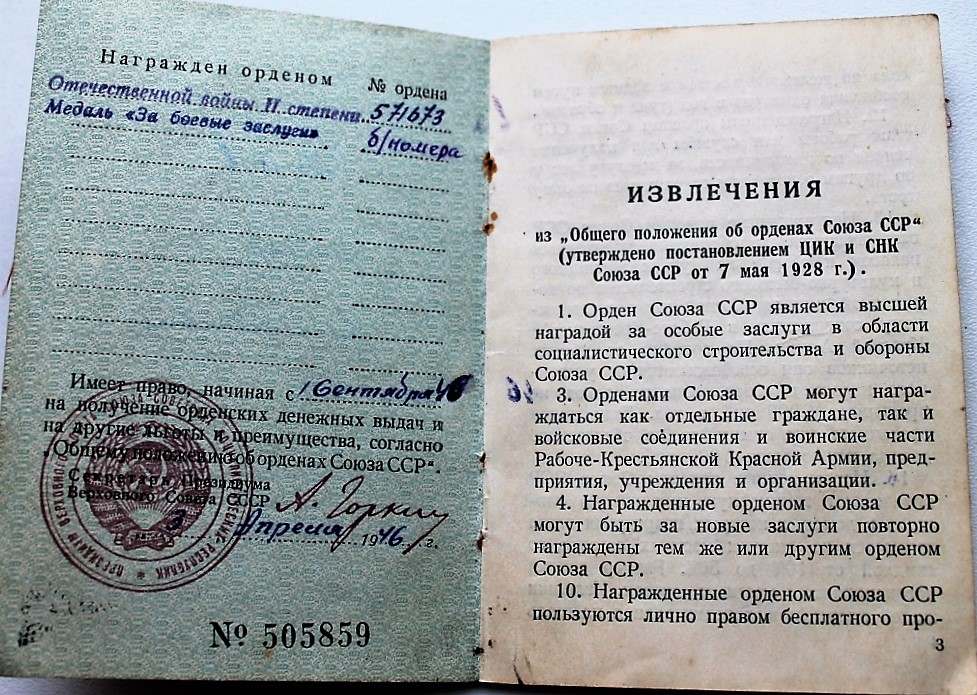 Награжден орденом
№ ордена
Отечественной войны II степени 571673
Медаль «За боевые заслуги» б/номера
Имеет право, начиная с 1 Сентября 
на получение орденских денежных выдач и
на другие льготы и преимущества, согласно
„Общему положению об орденах Союза ССР“.
Секретарь Президиума
Верховного Совета СССР А. Горкин
3 Апреля 1946 г.
№ 505859
ИЗВЛЕЧЕНИЯ
из „Общего положения об орденах Союза ССР“
(утверждено постановлением ЦИК и СНК
Союза ССР от 7 мая 1928 г.).
1. Орден Союза ССР является высшей
наградой за особые заслуги в области
социалистического строительства и обороны
Союза ССР.
3. Орденами Союза ССР могут награ-
ждаться как отдельные граждане, так и
войсковые соединения и воинские части
Рабоче-Крестьянской Красной Армии, пред-
приятия, учреждения и организации.
4. Награжденные орденом Союза ССР
могут быть за новые заслуги повторно
награждены тем же или другим орденом
Союза ССР.
10. Награжденные орденом Союза ССР
пользуются лично правом бесплатного про-
3